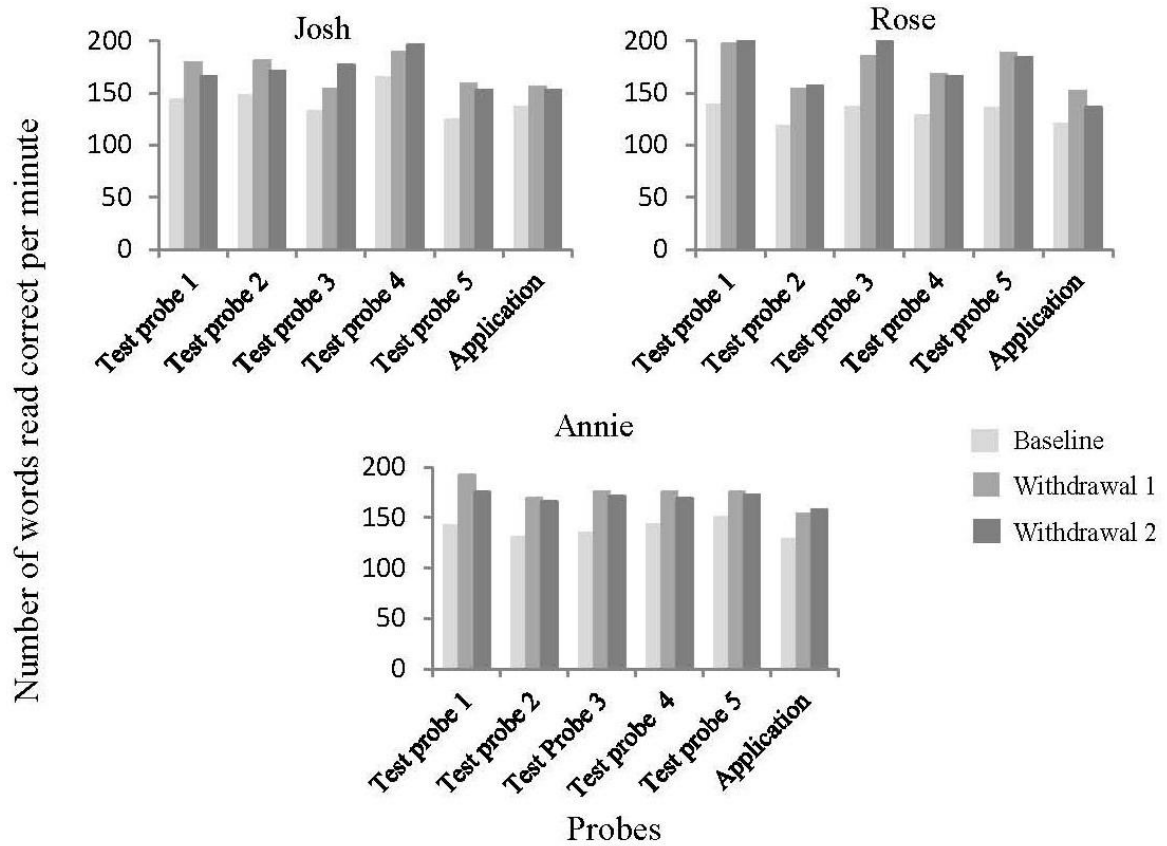 Number of words read correct per minute
Josh
200
150
100
50
0
Test probe 1
Test probe 2
Test probe 3
Test probe 4
Test probe 5
Application
Rose
200
150
100
50
0
Test probe 1
Test probe 2
Test probe 3
Test probe 4
Test probe 5
Application
Annie
200
150
100
50
0
Test probe 1
Test probe 2
Test Probe 3
Test probe 4
Test probe 5
Application
Baseline
Withdrawal 1
Withdrawal 2
Probes